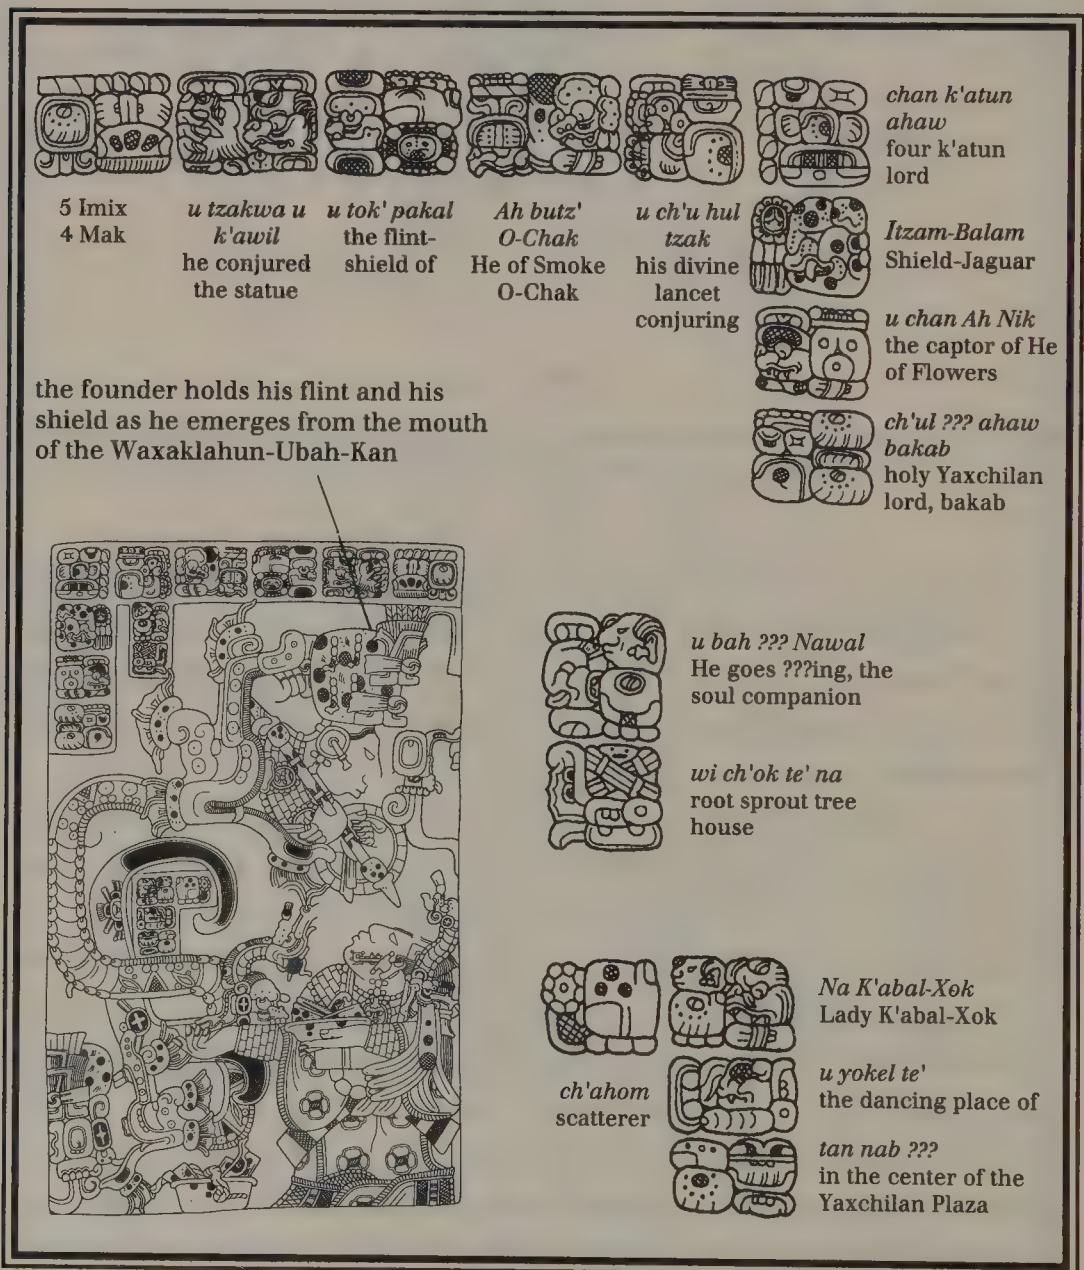 5 Imix
4 Mak
u tzakwa u
k'awil
he conjured
the statue
u tok' pakal
the flint-
shield of
Ah butz'
O-Chak
He of Smoke
O-Chak
u ch'u hul
tzak
his divine
lancet
conjuring
chan k'atun
ahaw
four k'atun
lord
Itzam-Balam
Shield-Jaguar
u chan Ah Nik
the captor of He
of Flowers
ch'ul ??? ahaw
bakab
holy Yaxchilan
lord, bakab
the founder holds his flint and his
shield as he emerges from the mouth
of the Waxaklahun-Ubah-Kan
u bah ??? Nawal
He goes ???ing, the
soul companion
wi ch'ok te' na
root sprout tree
house
ch'ahom
scatterer
Na K'abal-Xok
Lady K'abal-Xok
u yokel te'
the dancing place of
tan nab ???
in the center of the
Yaxchilan Plaza